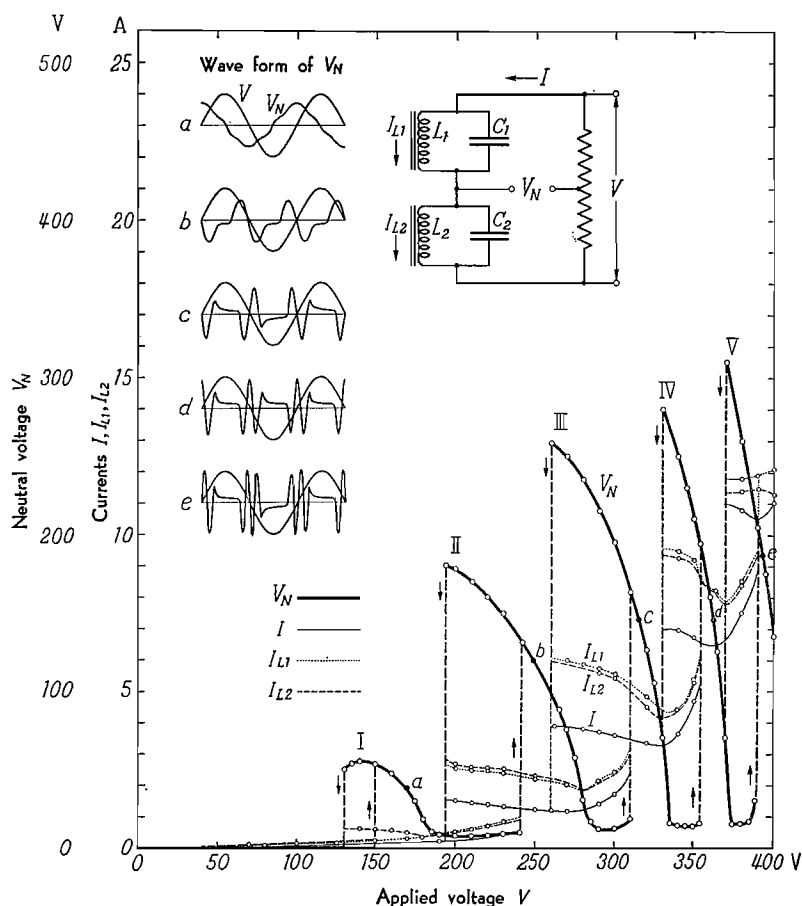 V A
500 25
400 20
300 15
200 10
100 5
0 0
Neutral voltage V_N
Currents I, I_L1, I_L2
Wave form of V_N
V V_N
a
b
c
d
e
I
I_L1 L_1 C_1
V_N V
I_L2 L_2 C_2
V_N
I
I_L1
I_L2
I
II
III
IV
V
V_N
a
b
c
d
e
I_L1
I_L2
I
0 50 100 150 200 250 300 350 400 V
Applied voltage V